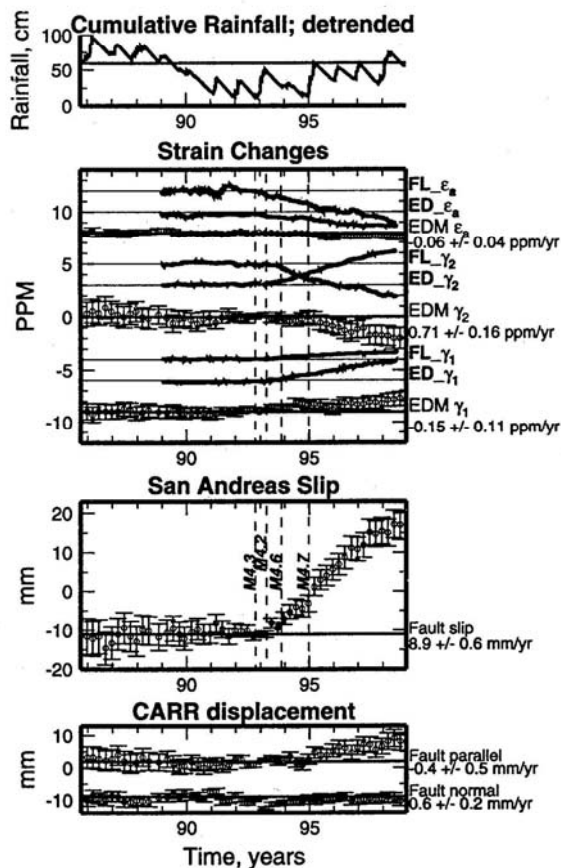 Cumulative Rainfall; detrended
Rainfall, cm
100
50
0
90
95
Strain Changes
PPM
10
5
0
-5
-10
FL_εa
ED_εa
EDM εa
-0.06 +/- 0.04 ppm/yr
FL_γ2
ED_γ2
EDM γ2
0.71 +/- 0.16 ppm/yr
FL_γ1
ED_γ1
EDM γ1
-0.15 +/- 0.11 ppm/yr
90
95
San Andreas Slip
mm
20
10
0
-10
-20
M4.3
M4.2
M4.6
M4.7
Fault slip
8.9 +/- 0.6 mm/yr
90
95
CARR displacement
mm
10
0
-10
Fault parallel
-0.4 +/- 0.5 mm/yr
Fault normal
0.6 +/- 0.2 mm/yr
90
95
Time, years